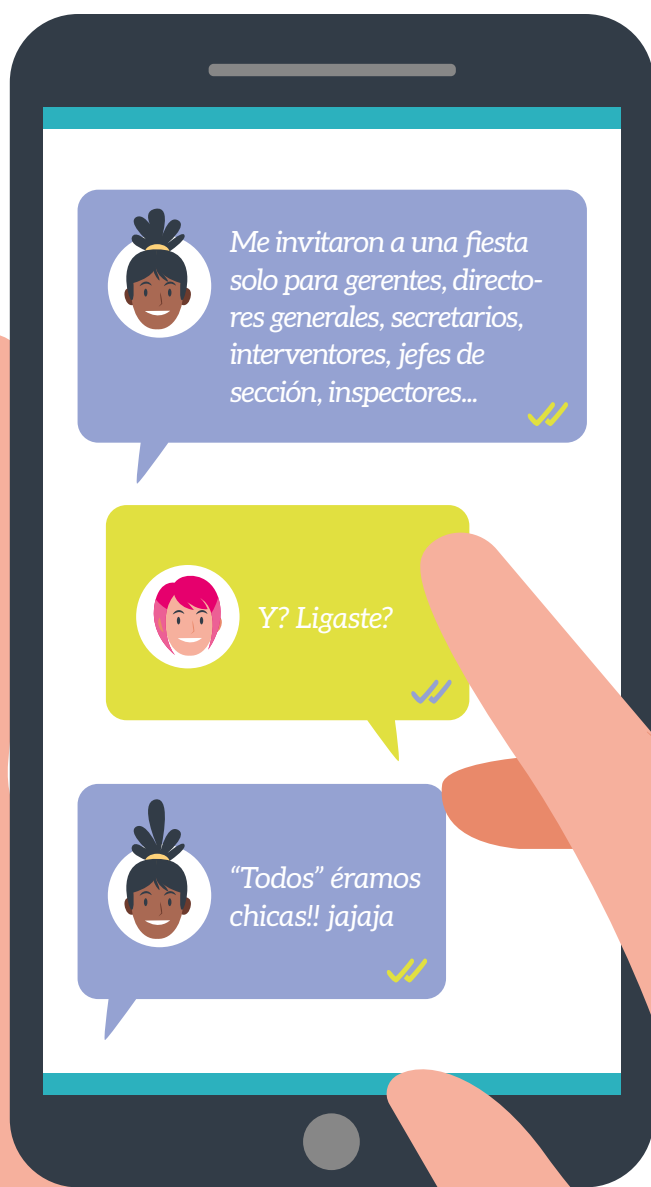 Me invitaron a una fiesta
solo para gerentes, directo-
res generales, secretarios,
interventores, jefes de
sección, inspectores...
Y? Ligaste?
“Todos” éramos
chicas!! jajaja